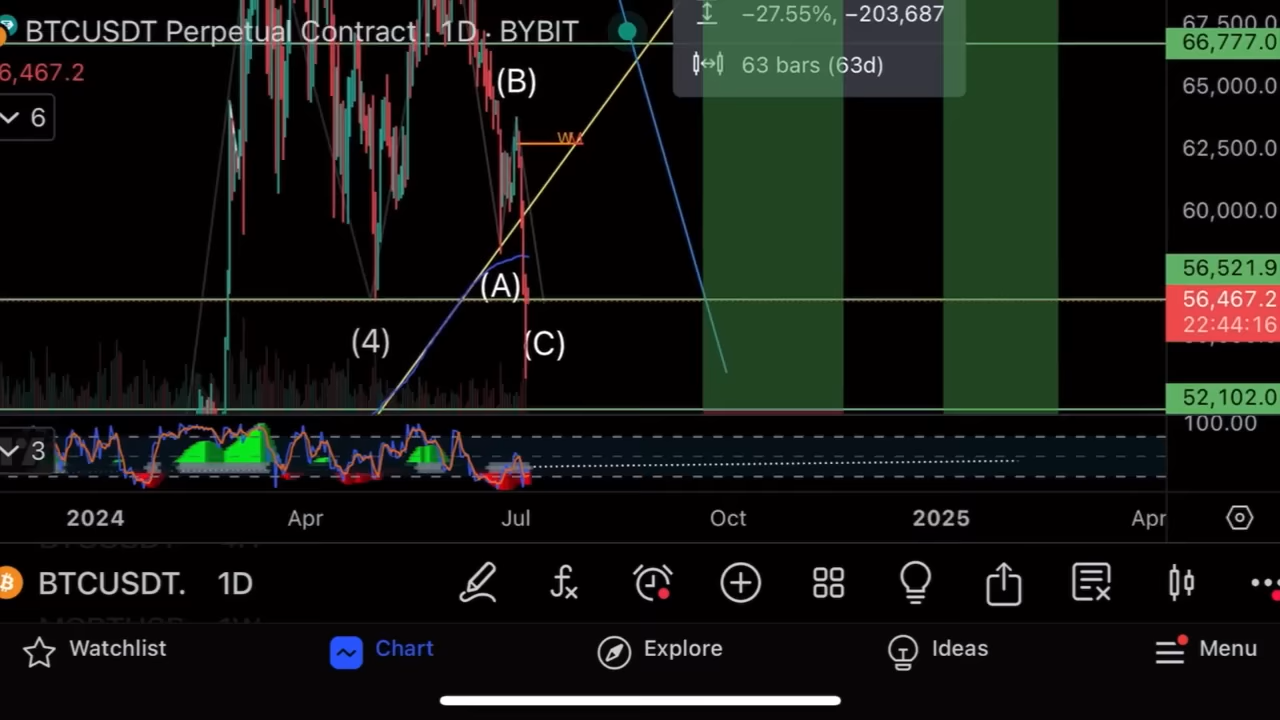 −27.55%, −203,687
BTCUSDT Perpetual Contract · 1D · BYBIT
63 bars (63d)
6,467.2
6
(B)
(A)
(4)
(C)
67,500.0
66,777.0
65,000.0
62,500.0
60,000.0
56,521.9
56,467.2
22:44:16
52,102.0
100.00
3
2024 Apr Jul Oct 2025 Apr
BTCUSDT. 1D
Watchlist Chart Explore Ideas Menu